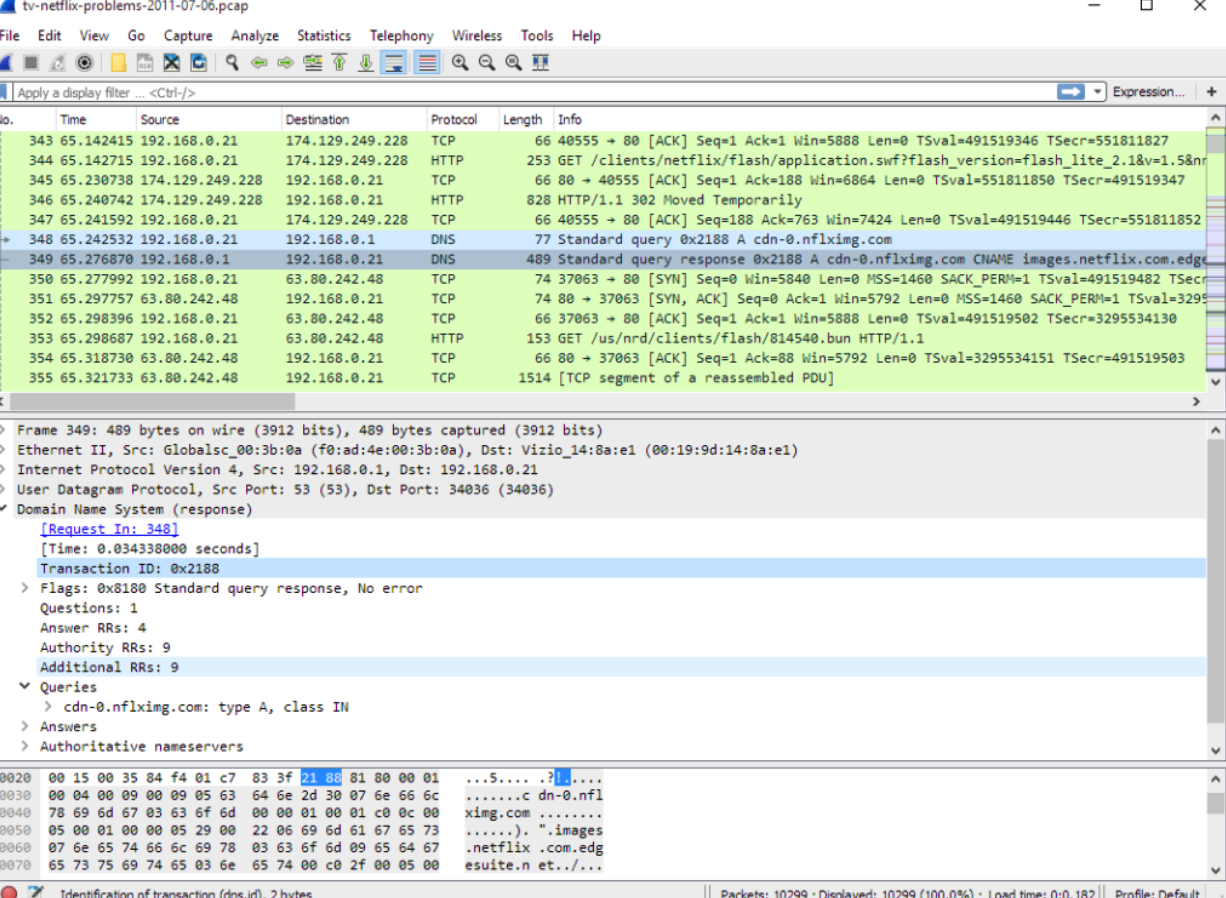 tv-netflix-problems-2011-07-06.pcap
File Edit View Go Capture Analyze Statistics Telephony Wireless Tools Help
Apply a display filter ... <Ctrl-/> Expression... +
No. Time Source Destination Protocol Length Info
343 65.142415 192.168.0.21 174.129.249.228 TCP 66 40555 → 80 [ACK] Seq=1 Ack=1 Win=5888 Len=0 TSval=491519346 TSecr=551811827
344 65.142715 192.168.0.21 174.129.249.228 HTTP 253 GET /clients/netflix/flash/application.swf?flash_version=flash_lite_2.1&v=1.5&nr
345 65.230738 174.129.249.228 192.168.0.21 TCP 66 80 → 40555 [ACK] Seq=1 Ack=188 Win=6864 Len=0 TSval=551811850 TSecr=491519347
346 65.240742 174.129.249.228 192.168.0.21 HTTP 828 HTTP/1.1 302 Moved Temporarily
347 65.241592 192.168.0.21 174.129.249.228 TCP 66 40555 → 80 [ACK] Seq=188 Ack=763 Win=7424 Len=0 TSval=491519446 TSecr=551811852
348 65.242532 192.168.0.21 192.168.0.1 DNS 77 Standard query 0x2188 A cdn-0.nflximg.com
349 65.276870 192.168.0.1 192.168.0.21 DNS 489 Standard query response 0x2188 A cdn-0.nflximg.com CNAME images.netflix.com.edge
350 65.277992 192.168.0.21 63.80.242.48 TCP 74 37063 → 80 [SYN] Seq=0 Win=5840 Len=0 MSS=1460 SACK_PERM=1 TSval=491519482 TSecr
351 65.297757 63.80.242.48 192.168.0.21 TCP 74 80 → 37063 [SYN, ACK] Seq=0 Ack=1 Win=5792 Len=0 MSS=1460 SACK_PERM=1 TSval=3295
352 65.298396 192.168.0.21 63.80.242.48 TCP 66 37063 → 80 [ACK] Seq=1 Ack=1 Win=5888 Len=0 TSval=491519502 TSecr=3295534130
353 65.298687 192.168.0.21 63.80.242.48 HTTP 153 GET /us/nrd/clients/flash/814540.bun HTTP/1.1
354 65.318730 63.80.242.48 192.168.0.21 TCP 66 80 → 37063 [ACK] Seq=1 Ack=88 Win=5792 Len=0 TSval=3295534151 TSecr=491519503
355 65.321733 63.80.242.48 192.168.0.21 TCP 1514 [TCP segment of a reassembled PDU]
Frame 349: 489 bytes on wire (3912 bits), 489 bytes captured (3912 bits)
Ethernet II, Src: Globalsc_00:3b:0a (f0:ad:4e:00:3b:0a), Dst: Vizio_14:8a:e1 (00:19:9d:14:8a:e1)
Internet Protocol Version 4, Src: 192.168.0.1, Dst: 192.168.0.21
User Datagram Protocol, Src Port: 53 (53), Dst Port: 34036 (34036)
Domain Name System (response)
[Request In: 348]
[Time: 0.034338000 seconds]
Transaction ID: 0x2188
Flags: 0x8180 Standard query response, No error
Questions: 1
Answer RRs: 4
Authority RRs: 9
Additional RRs: 9
Queries
cdn-0.nflximg.com: type A, class IN
Answers
Authoritative nameservers
0020 00 15 00 35 84 f4 01 c7 83 3f 21 88 81 80 00 01 ...5.... .?!.....
0030 00 04 00 09 00 09 05 63 64 6e 2d 30 07 6e 66 6c .......c dn-0.nfl
0040 78 69 6d 67 03 63 6f 6d 00 00 01 00 01 c0 0c 00 ximg.com ........
0050 05 00 01 00 00 05 29 00 22 06 69 6d 61 67 65 73 ......). ".images
0060 07 6e 65 74 66 6c 69 78 03 63 6f 6d 09 65 64 67 .netflix .com.edg
0070 65 73 75 69 74 65 03 6e 65 74 00 c0 2f 00 05 00 esuite.n et../...
Identification of transaction (dns.id), 2 bytes Packets: 10299 · Displayed: 10299 (100.0%) · Load time: 0:0.182 Profile: Default